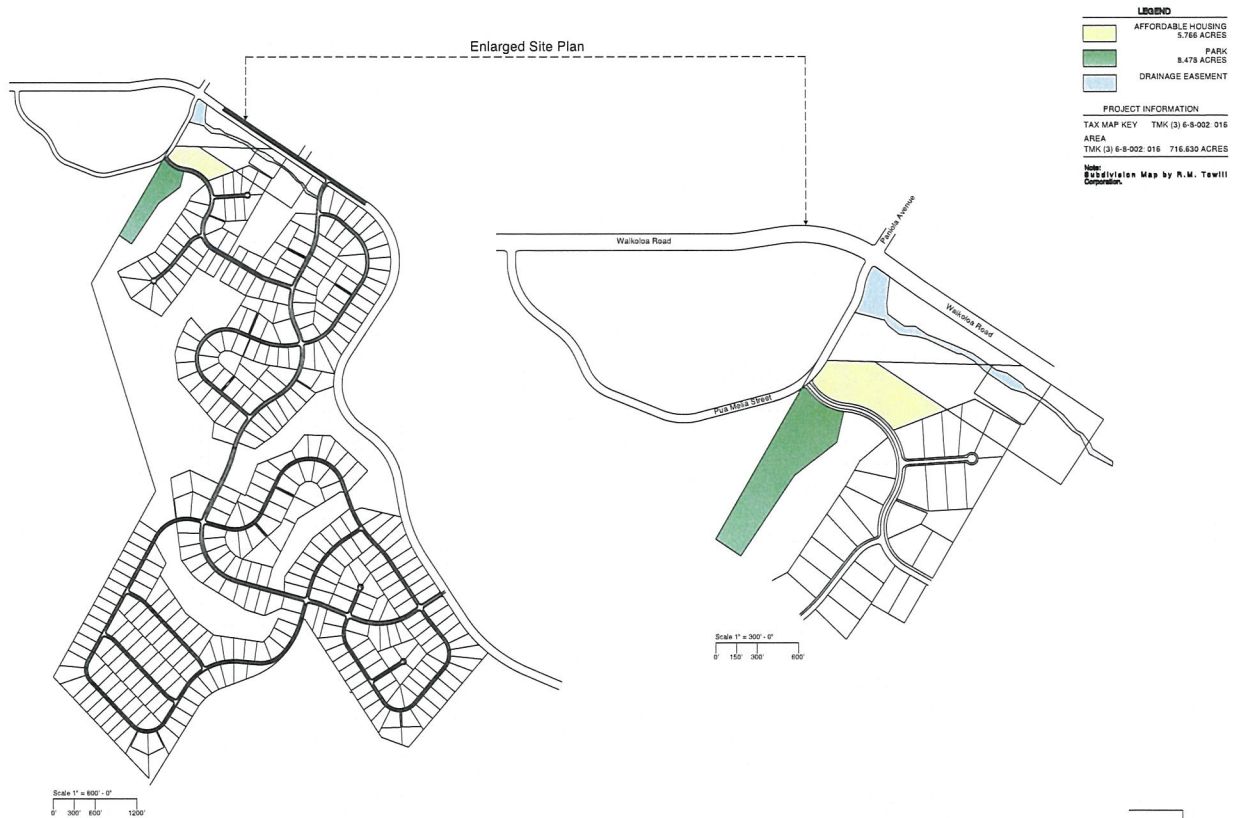 LEGEND
AFFORDABLE HOUSING
5.766 ACRES
PARK
8.478 ACRES
DRAINAGE EASEMENT
PROJECT INFORMATION
TAX MAP KEY TMK (3) 6-8-002: 016
AREA
TMK (3) 6-8-002: 016 716.630 ACRES
Note:
Subdivision Map by R.M. Towill
Corporation.
Enlarged Site Plan
Waikoloa Road
Paniola Avenue
Waikoloa Road
Pua Melia Street
Scale 1" = 300' - 0"
0' 150' 300' 600'
Scale 1" = 600' - 0"
0' 300' 600' 1200'